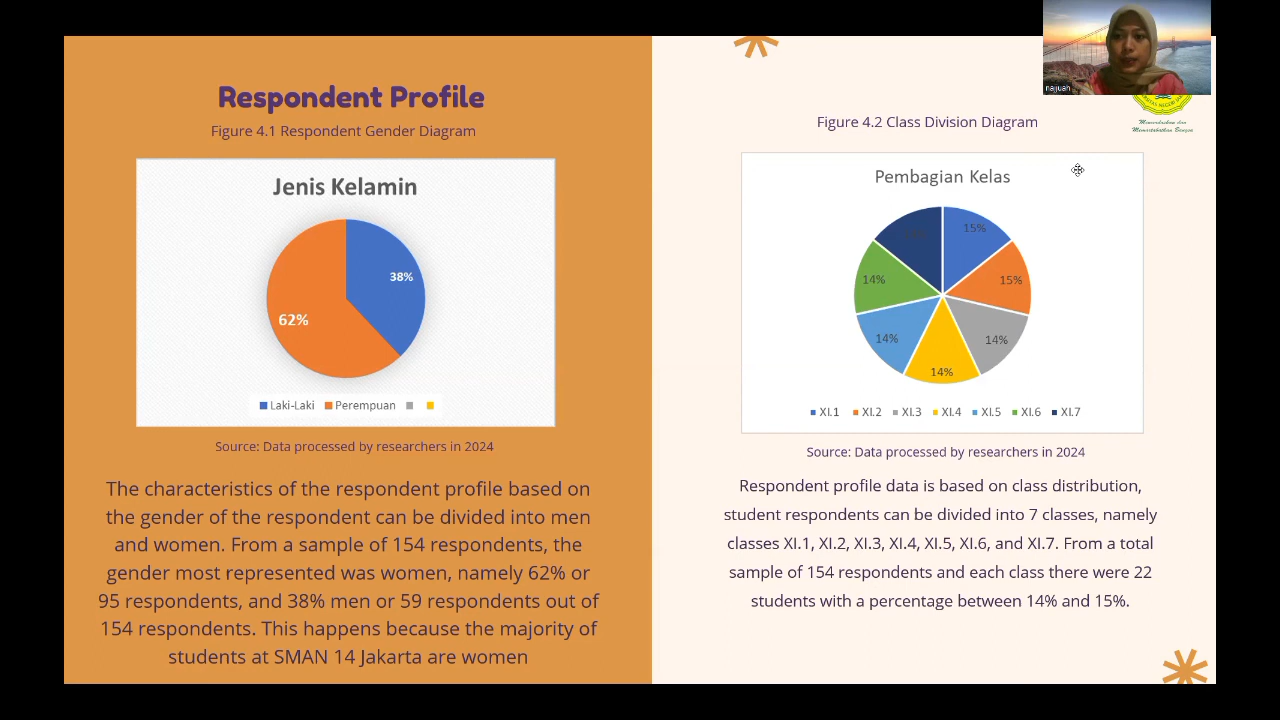 Respondent Profile
Figure 4.1 Respondent Gender Diagram
Jenis Kelamin
38%
62%
Laki-Laki Perempuan
Source: Data processed by researchers in 2024
The characteristics of the respondent profile based on
the gender of the respondent can be divided into men
and women. From a sample of 154 respondents, the
gender most represented was women, namely 62% or
95 respondents, and 38% men or 59 respondents out of
154 respondents. This happens because the majority of
students at SMAN 14 Jakarta are women
najuan
Memcerdaskan dan
Memartabatkan Bangsa
Figure 4.2 Class Division Diagram
Pembagian Kelas
15%
15%
14%
14%
14%
14%
XI.1 XI.2 XI.3 XI.4 XI.5 XI.6 XI.7
Source: Data processed by researchers in 2024
Respondent profile data is based on class distribution,
student respondents can be divided into 7 classes, namely
classes XI.1, XI.2, XI.3, XI.4, XI.5, XI.6, and XI.7. From a total
sample of 154 respondents and each class there were 22
students with a percentage between 14% and 15%.